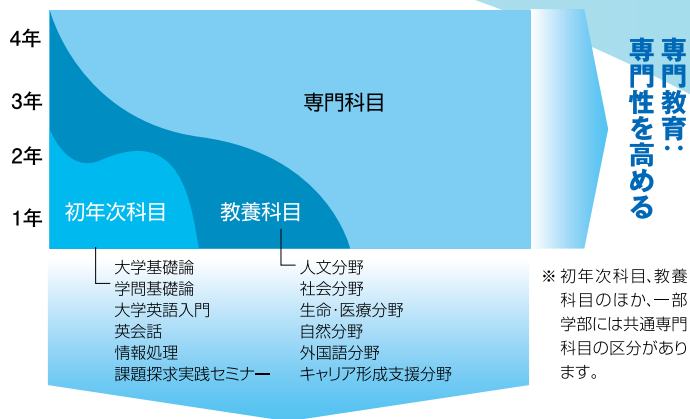 4年
3年
2年
1年
専門科目
初年次科目
教養科目
大学基礎論
学問基礎論
大学英語入門
英会話
情報処理
課題探求実践セミナー
人文分野
社会分野
生命・医療分野
自然分野
外国語分野
キャリア形成支援分野
専門教育:
専門性を高める
※初年次科目、教養
科目のほか、一部
学部には共通専門
科目の区分があり
ます。